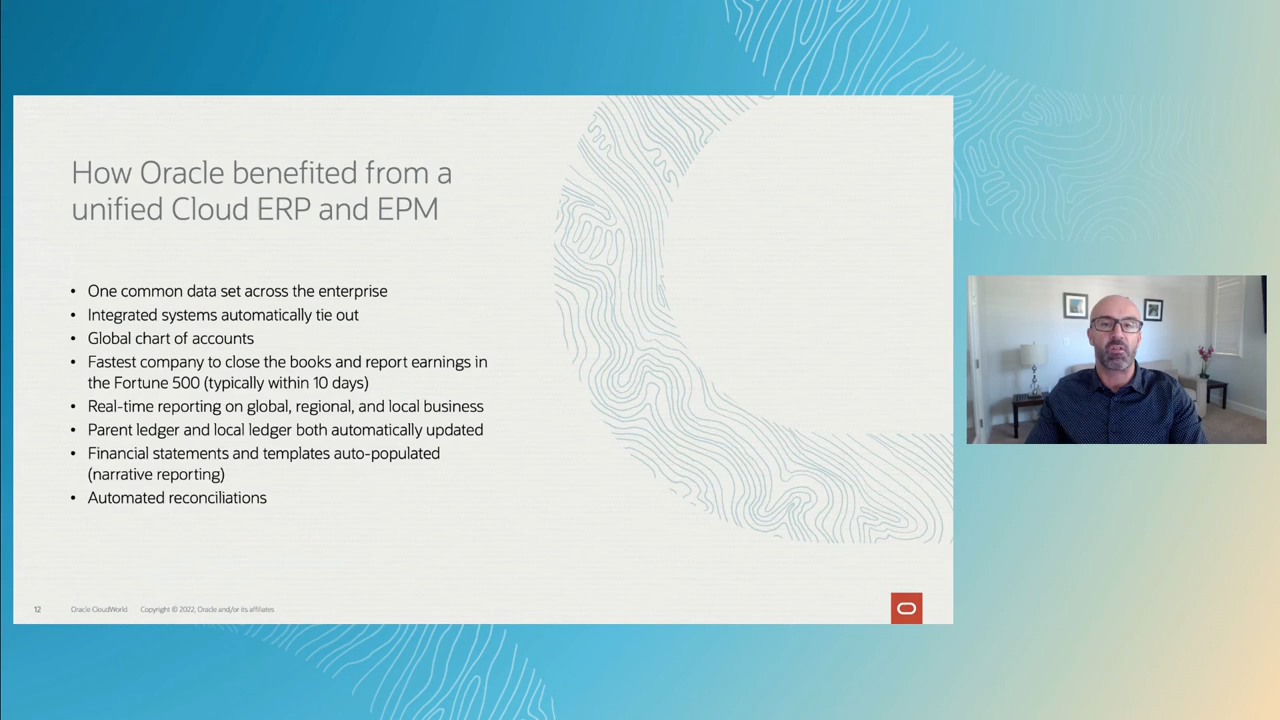 How Oracle benefited from a
unified Cloud ERP and EPM
• One common data set across the enterprise
• Integrated systems automatically tie out
• Global chart of accounts
• Fastest company to close the books and report earnings in
the Fortune 500 (typically within 10 days)
• Real-time reporting on global, regional, and local business
• Parent ledger and local ledger both automatically updated
• Financial statements and templates auto-populated
(narrative reporting)
• Automated reconciliations
12 Oracle CloudWorld Copyright © 2022, Oracle and/or its affiliates